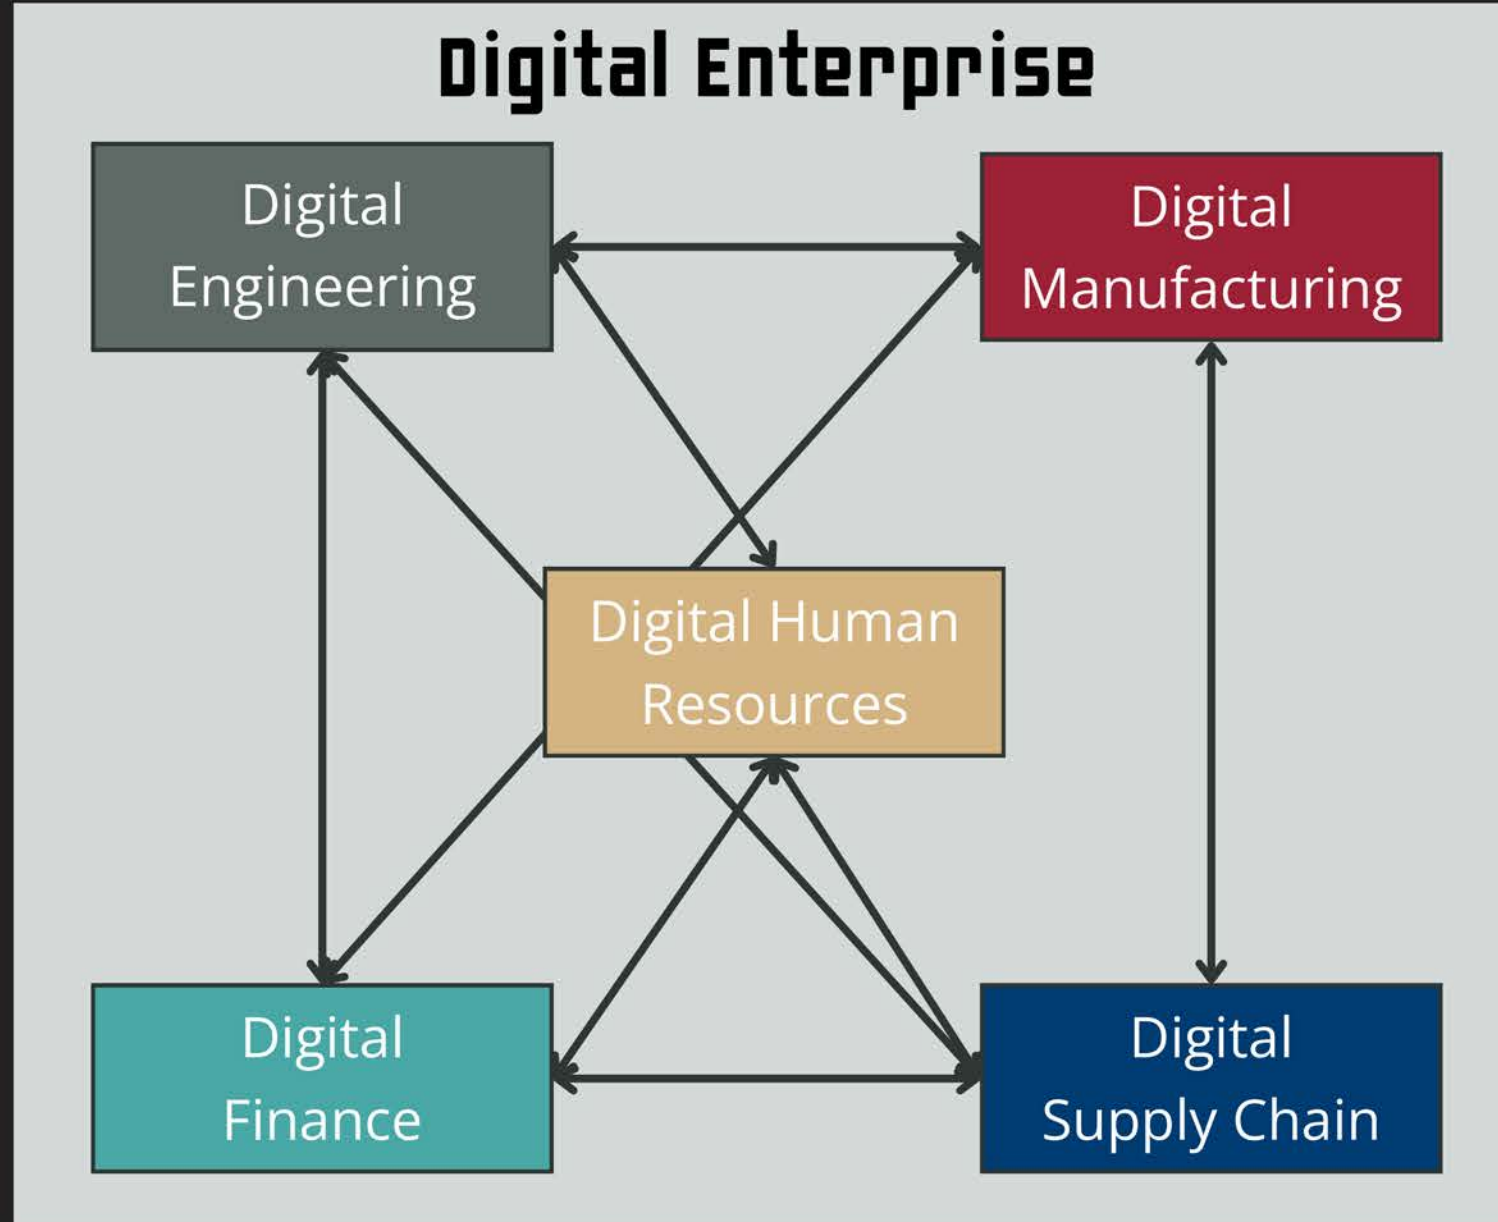 Digital Enterprise
Digital
Engineering
Digital
Manufacturing
Digital Human
Resources
Digital
Finance
Digital
Supply Chain